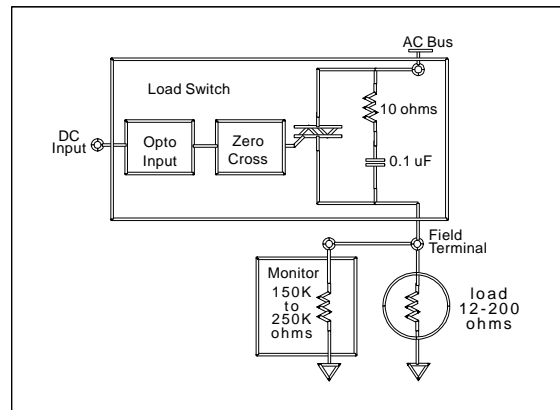 AC Bus
Load Switch
10 ohms
DC
Input
Opto
Input
Zero
Cross
0.1 uF
Field
Terminal
Monitor
150K
to
250K
ohms
load
12-200
ohms